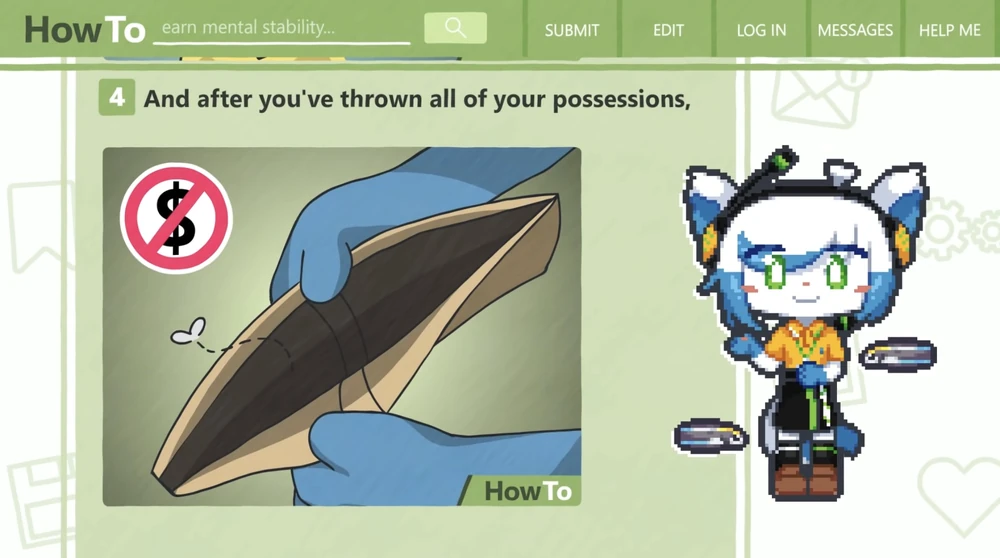 HowTo
earn mental stability...
SUBMIT
EDIT
LOG IN
MESSAGES
HELP ME
4 And after you've thrown all of your possessions,
$
HowTo